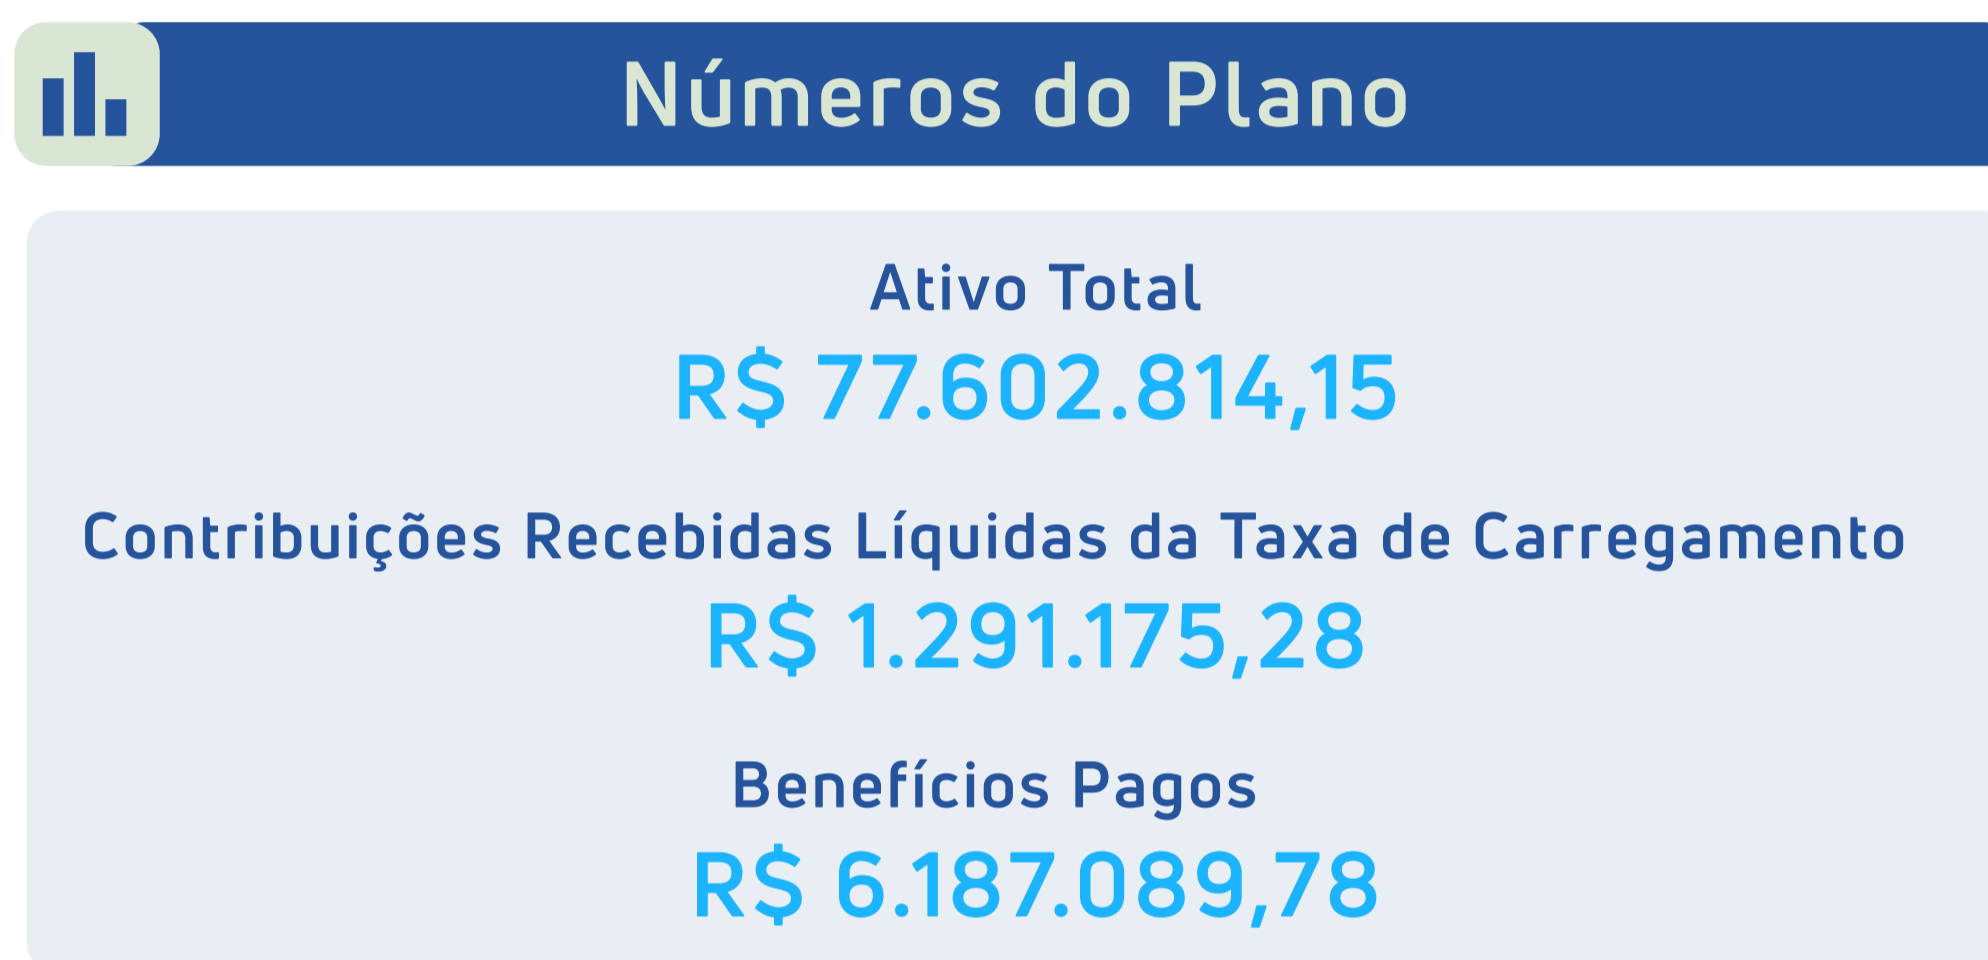 Números do Plano
Ativo Total
R$ 77.602.814,15
Contribuições Recebidas Líquidas da Taxa de Carregamento
R$ 1.291.175,28
Benefícios Pagos
R$ 6.187.089,78